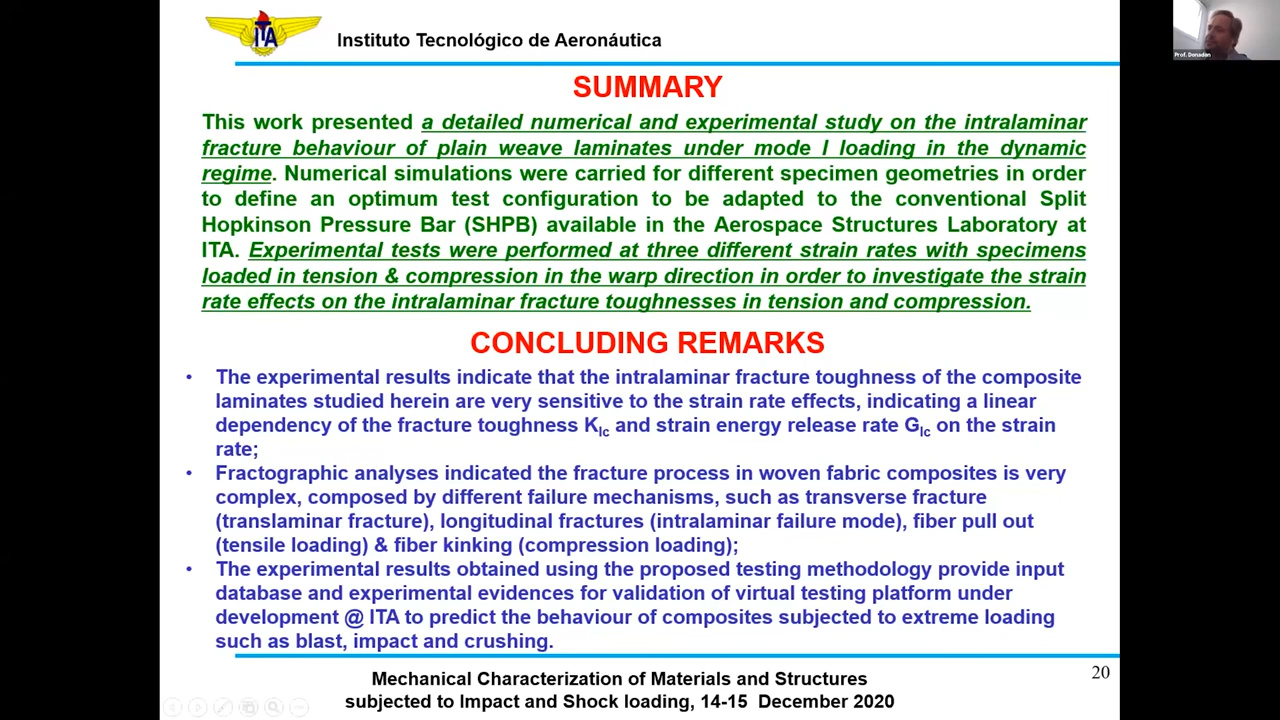 ITA
Instituto Tecnológico de Aeronáutica
Prof. Donadon
SUMMARY
This work presented a detailed numerical and experimental study on the intralaminar
fracture behaviour of plain weave laminates under mode I loading in the dynamic
regime. Numerical simulations were carried for different specimen geometries in order
to define an optimum test configuration to be adapted to the conventional Split
Hopkinson Pressure Bar (SHPB) available in the Aerospace Structures Laboratory at
ITA. Experimental tests were performed at three different strain rates with specimens
loaded in tension & compression in the warp direction in order to investigate the strain
rate effects on the intralaminar fracture toughnesses in tension and compression.
CONCLUDING REMARKS
• The experimental results indicate that the intralaminar fracture toughness of the composite
laminates studied herein are very sensitive to the strain rate effects, indicating a linear
dependency of the fracture toughness KIc and strain energy release rate GIc on the strain
rate;
• Fractographic analyses indicated the fracture process in woven fabric composites is very
complex, composed by different failure mechanisms, such as transverse fracture
(translaminar fracture), longitudinal fractures (intralaminar failure mode), fiber pull out
(tensile loading) & fiber kinking (compression loading);
• The experimental results obtained using the proposed testing methodology provide input
database and experimental evidences for validation of virtual testing platform under
development @ ITA to predict the behaviour of composites subjected to extreme loading
such as blast, impact and crushing.
Mechanical Characterization of Materials and Structures
subjected to Impact and Shock loading, 14-15 December 2020
20